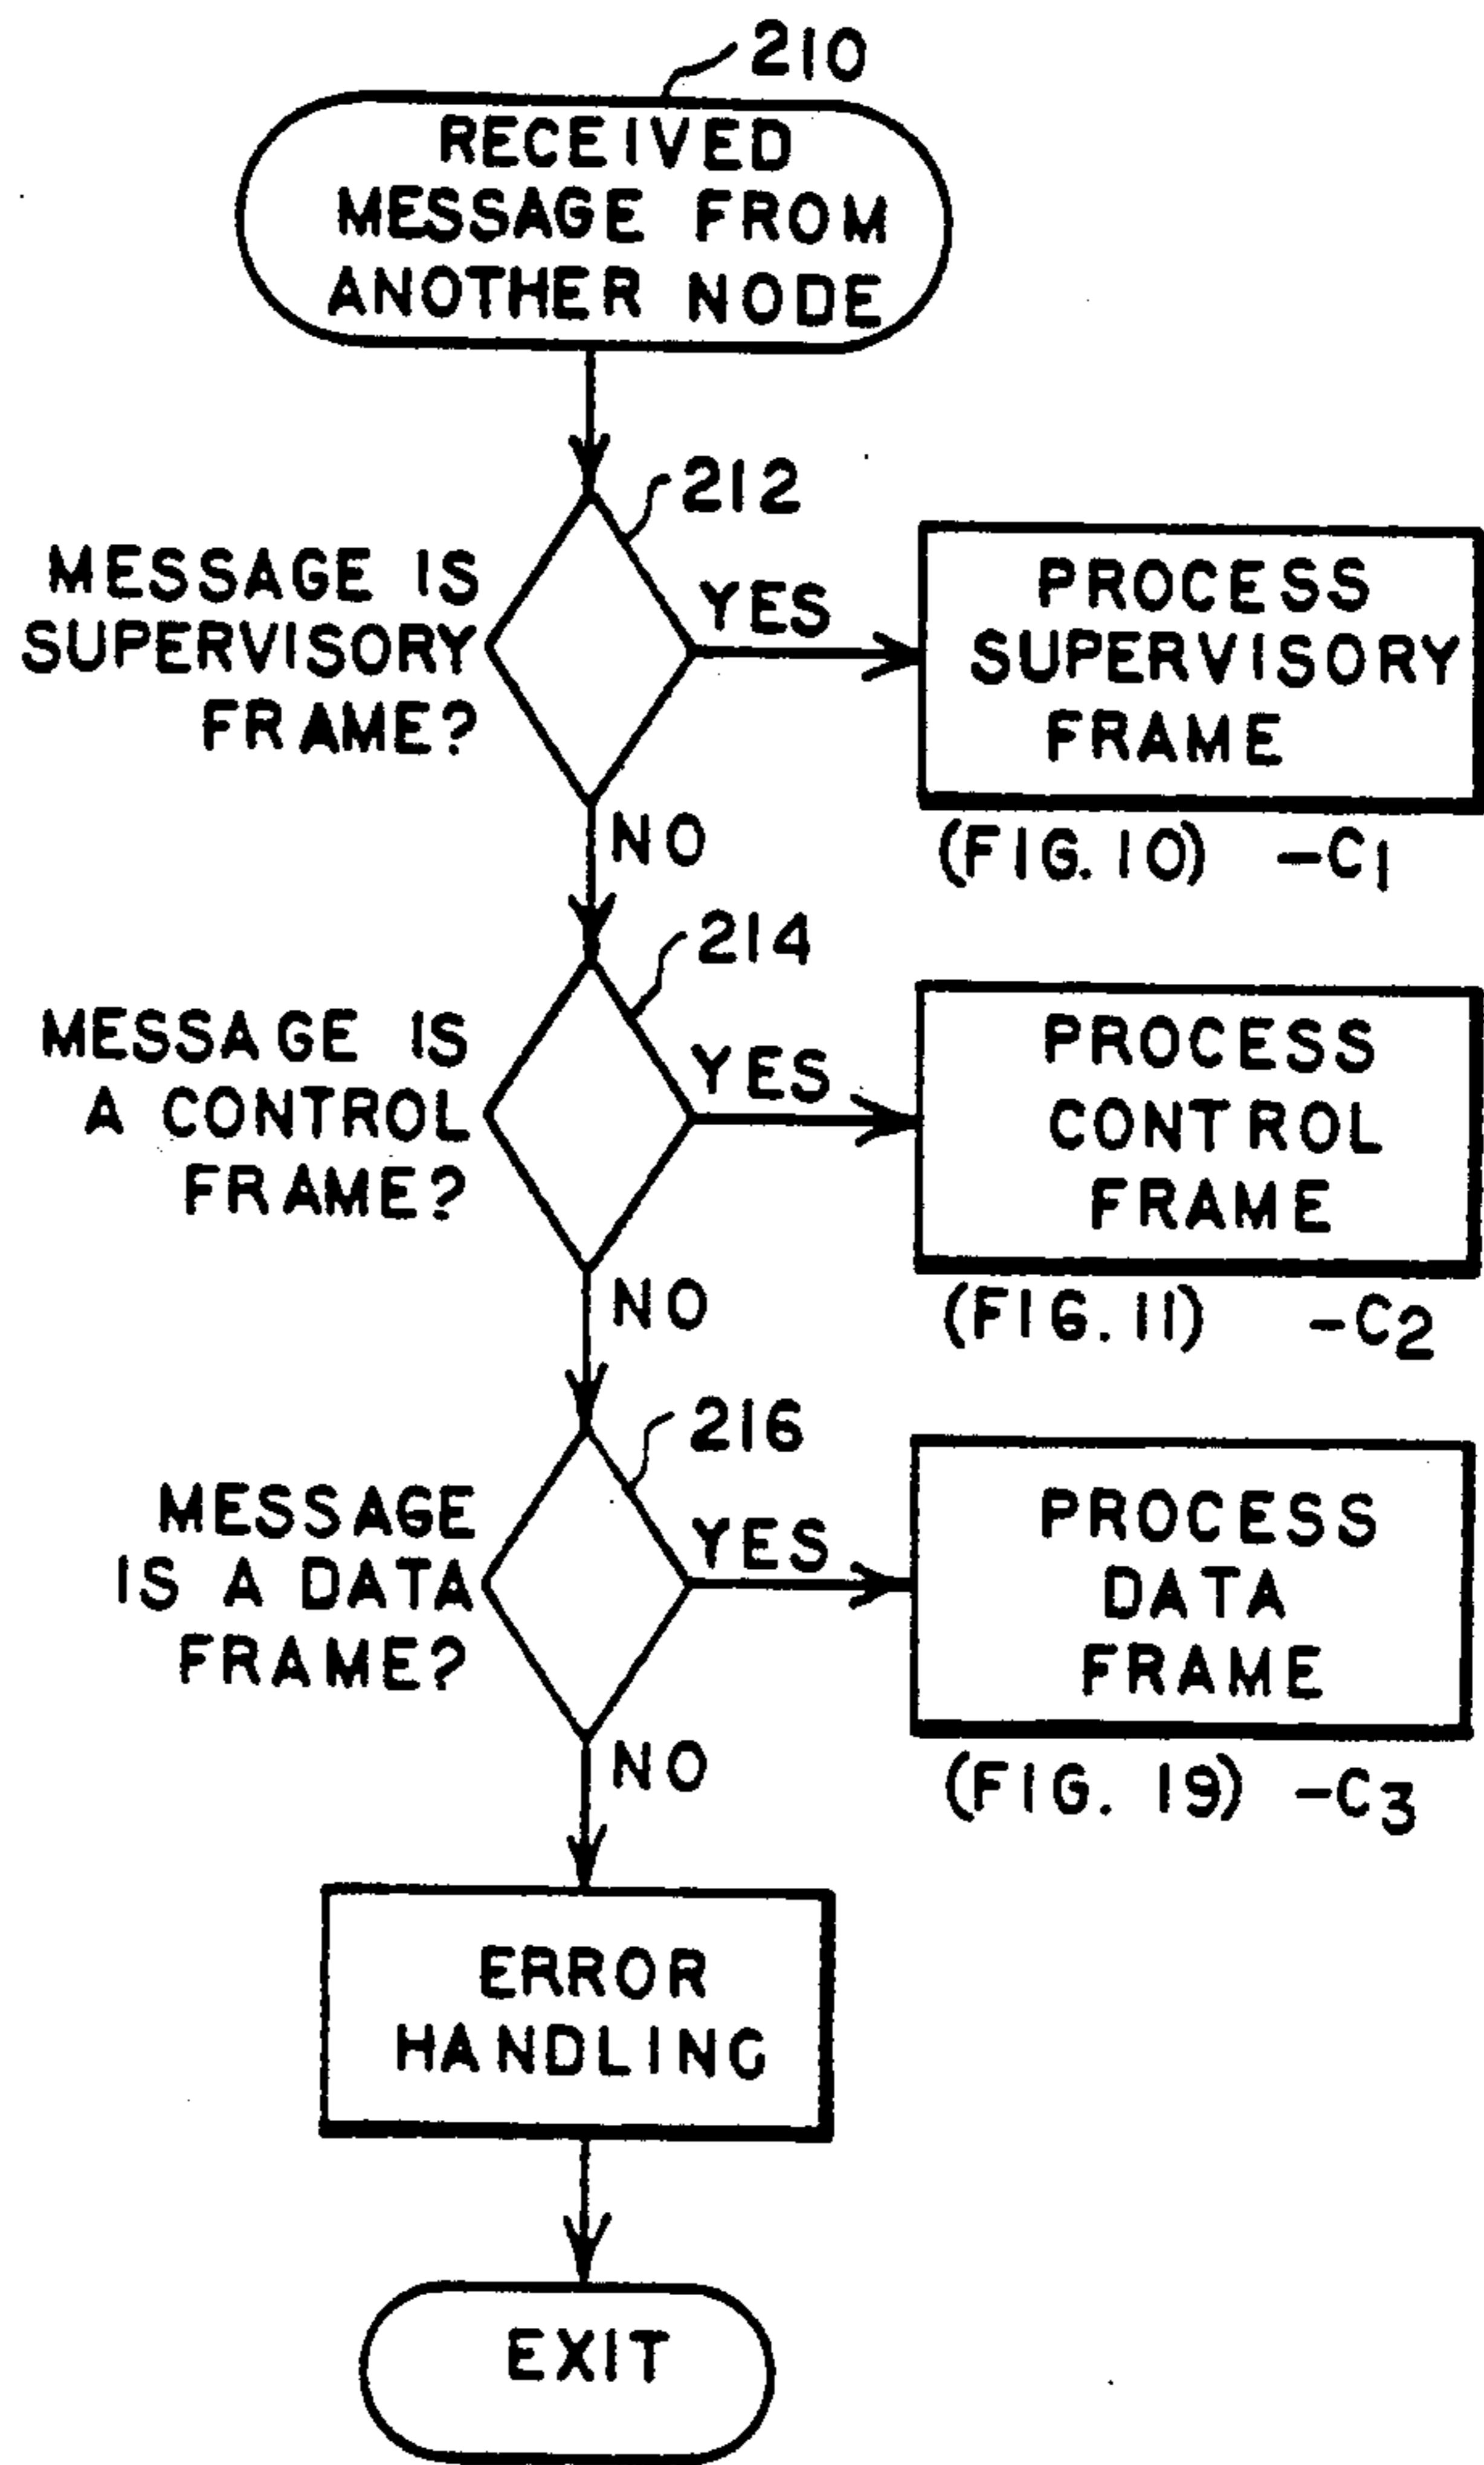 210
RECEIVED
MESSAGE FROM
ANOTHER NODE
212
MESSAGE IS
SUPERVISORY
FRAME?
YES
PROCESS
SUPERVISORY
FRAME
(FIG. 10) -C1
NO
214
MESSAGE IS
A CONTROL
FRAME?
YES
PROCESS
CONTROL
FRAME
(FIG. 11) -C2
NO
216
MESSAGE
IS A DATA
FRAME?
YES
PROCESS
DATA
FRAME
(FIG. 19) -C3
NO
ERROR
HANDLING
EXIT